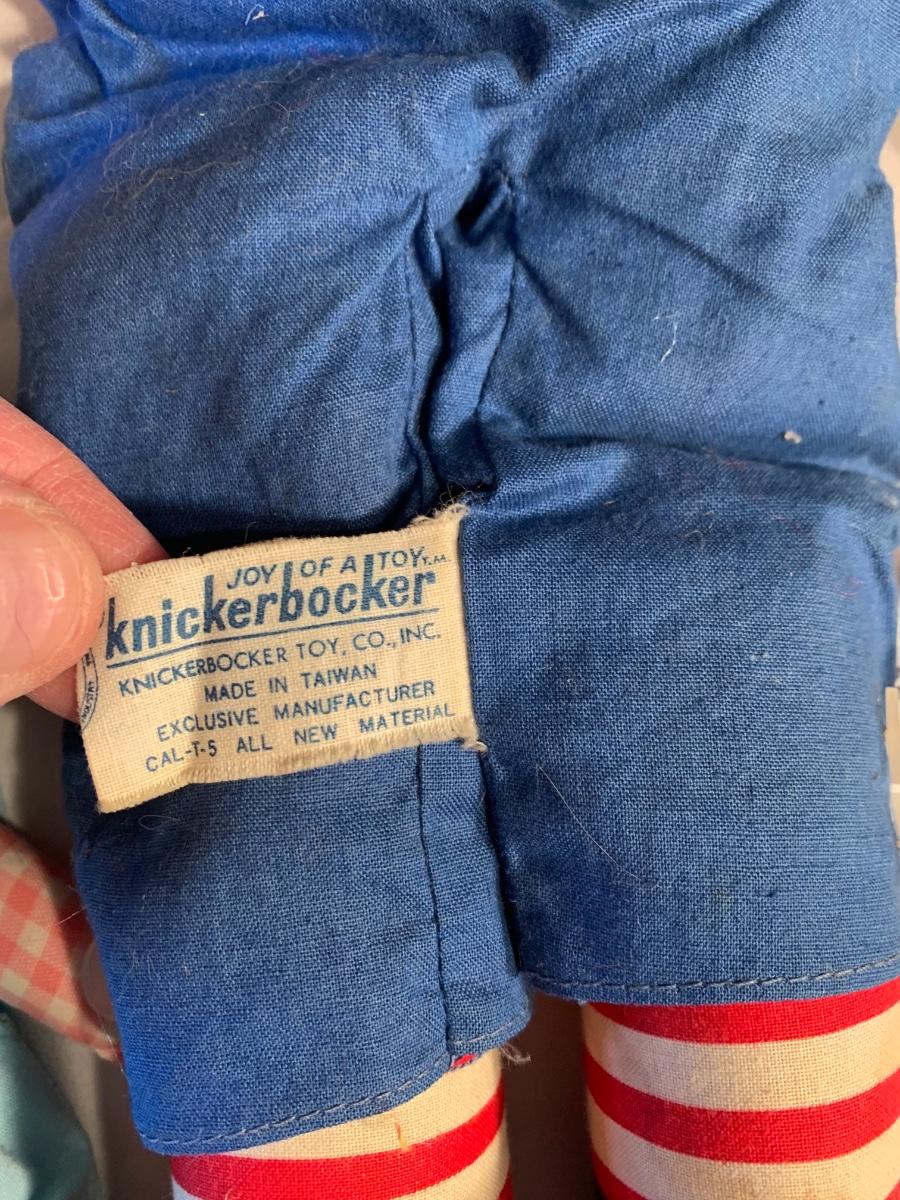 JOY OF A TOY T.M.
knickerbocker
KNICKERBOCKER TOY, CO., INC.
MADE IN TAIWAN
EXCLUSIVE MANUFACTURER
CAL-T-5 ALL NEW MATERIAL